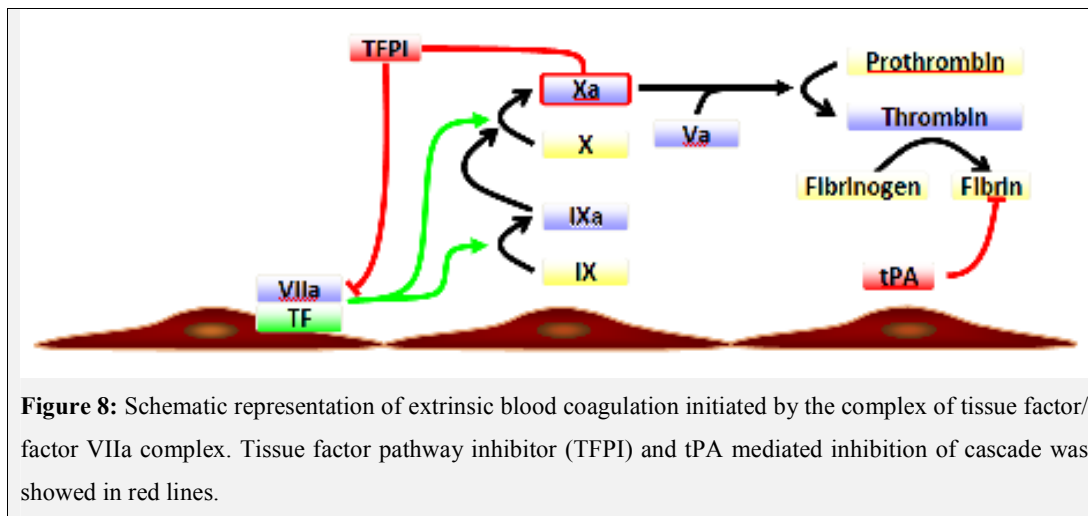 TFPI
Xa
Prothrombin
X
Va
Thrombin
Fibrinogen
Fibrin
IXa
IX
tPA
VIIa
TF
Figure 8: Schematic representation of extrinsic blood coagulation initiated by the complex of tissue factor/
factor VIIa complex. Tissue factor pathway inhibitor (TFPI) and tPA mediated inhibition of cascade was
showed in red lines.